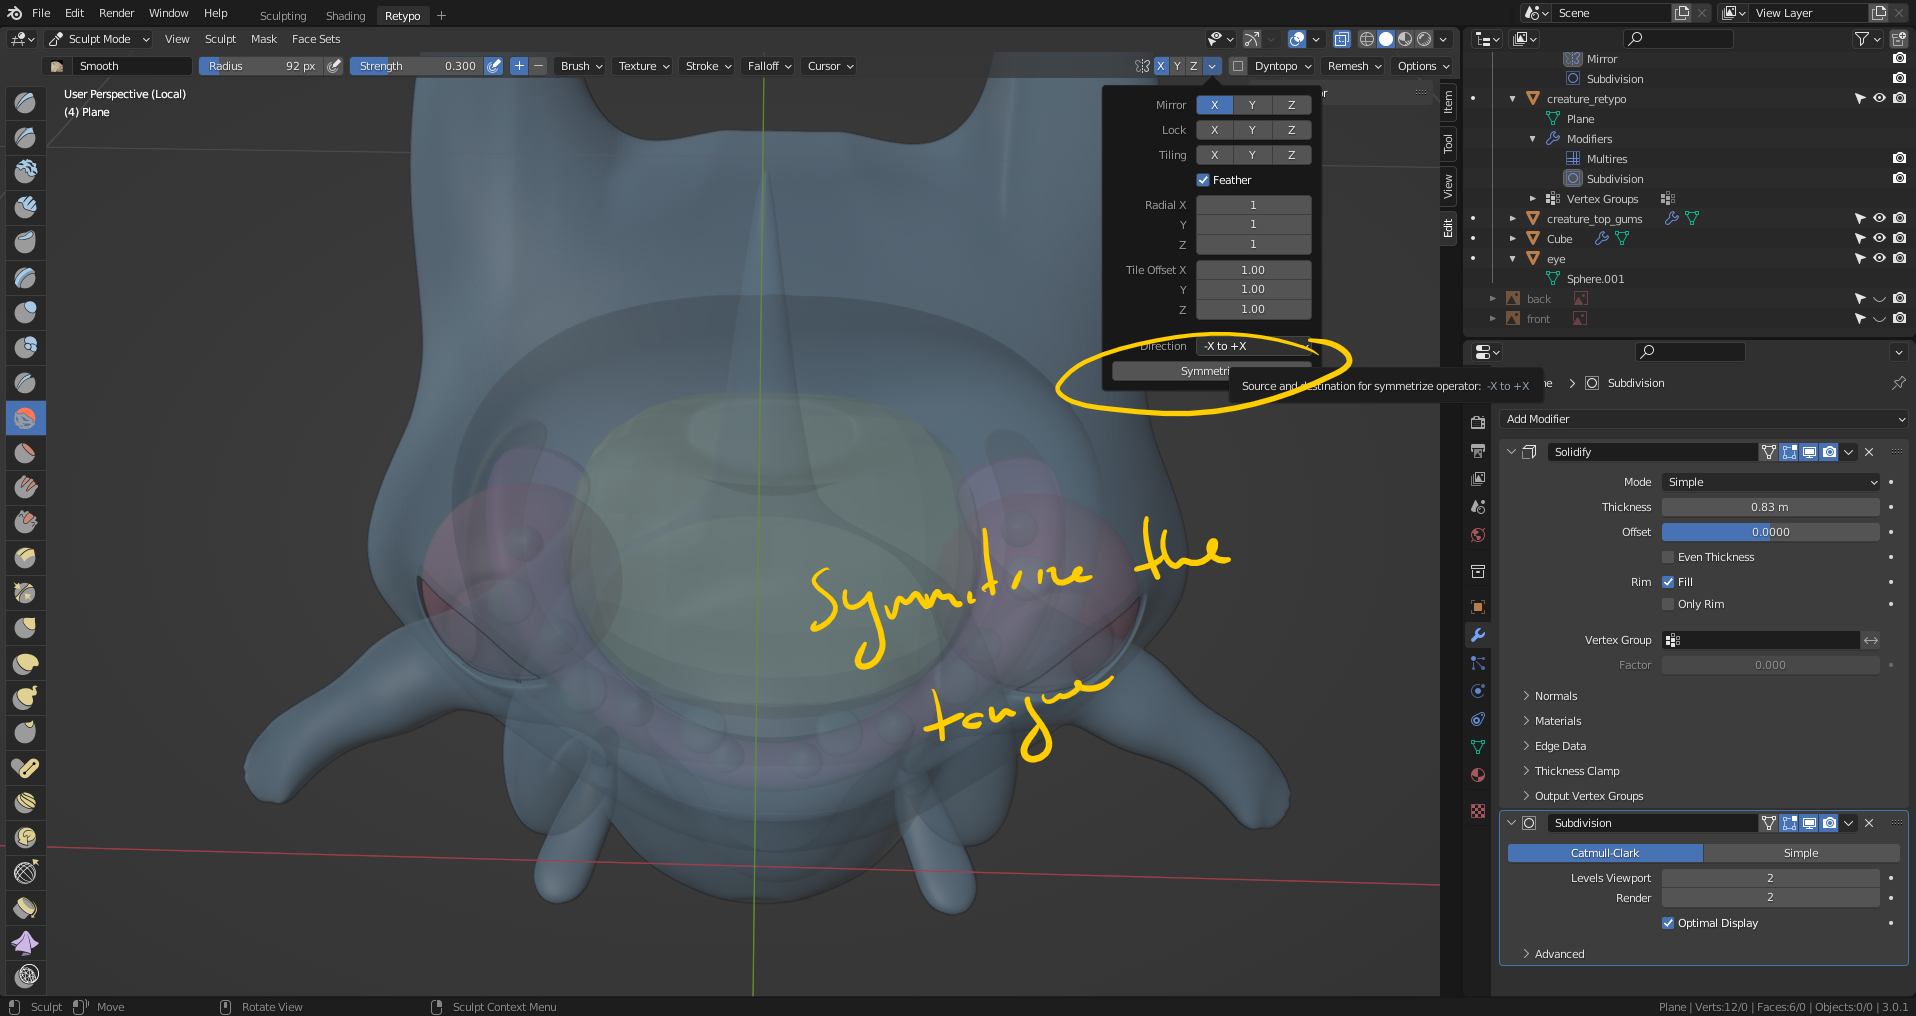 File Edit Render Window Help Sculpting Shading Retypo +
Scene View Layer
Sculpt Mode View Sculpt Mask Face Sets
Smooth Radius 92 px Strength 0.300 Brush Texture Stroke Falloff Cursor X Y Z Dyntopo Remesh Options
User Perspective (Local)
(4) Plane
Mirror X Y Z
Lock X Y Z
Tiling X Y Z
Feather
Radial X 1
Y 1
Z 1
Tile Offset X 1.00
Y 1.00
Z 1.00
Direction -X to +X
Source and destination for symmetrize operator: -X to +X
Item
Tool
View
Edit
Symmitrize the
tongue
Mirror
Subdivision
creature_retypo
Plane
Modifiers
Multires
Subdivision
Vertex Groups
creature_top_gums
Cube
eye
Sphere.001
back
front
Subdivision
Add Modifier
Solidify
Mode Simple
Thickness 0.83 m
Offset 0.0000
Even Thickness
Rim Fill
Only Rim
Vertex Group
Factor 0.000
Normals
Materials
Edge Data
Thickness Clamp
Output Vertex Groups
Subdivision
Catmull-Clark Simple
Levels Viewport 2
Render 2
Optimal Display
Advanced
Sculpt Move Rotate View Sculpt Context Menu
Plane | Verts:12/0 | Faces:6/0 | Objects:0/0 | 3.0.1